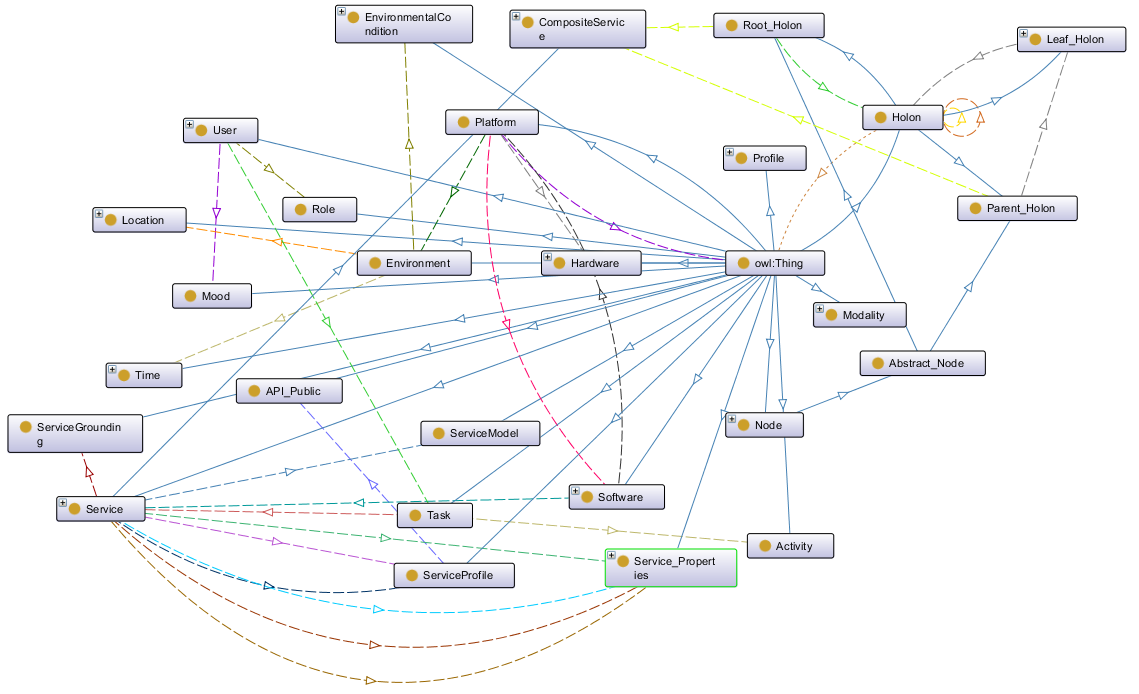 EnvironmentalCo
ndition
CompositeServic
e
Root_Holon
Leaf_Holon
User
Platform
Holon
Profile
Location
Role
Parent_Holon
Environment
Hardware
owl:Thing
Mood
Modality
Time
API_Public
Abstract_Node
ServiceGroundin
g
ServiceModel
Node
Service
Software
Task
Activity
ServiceProfile
Service_Propert
ies